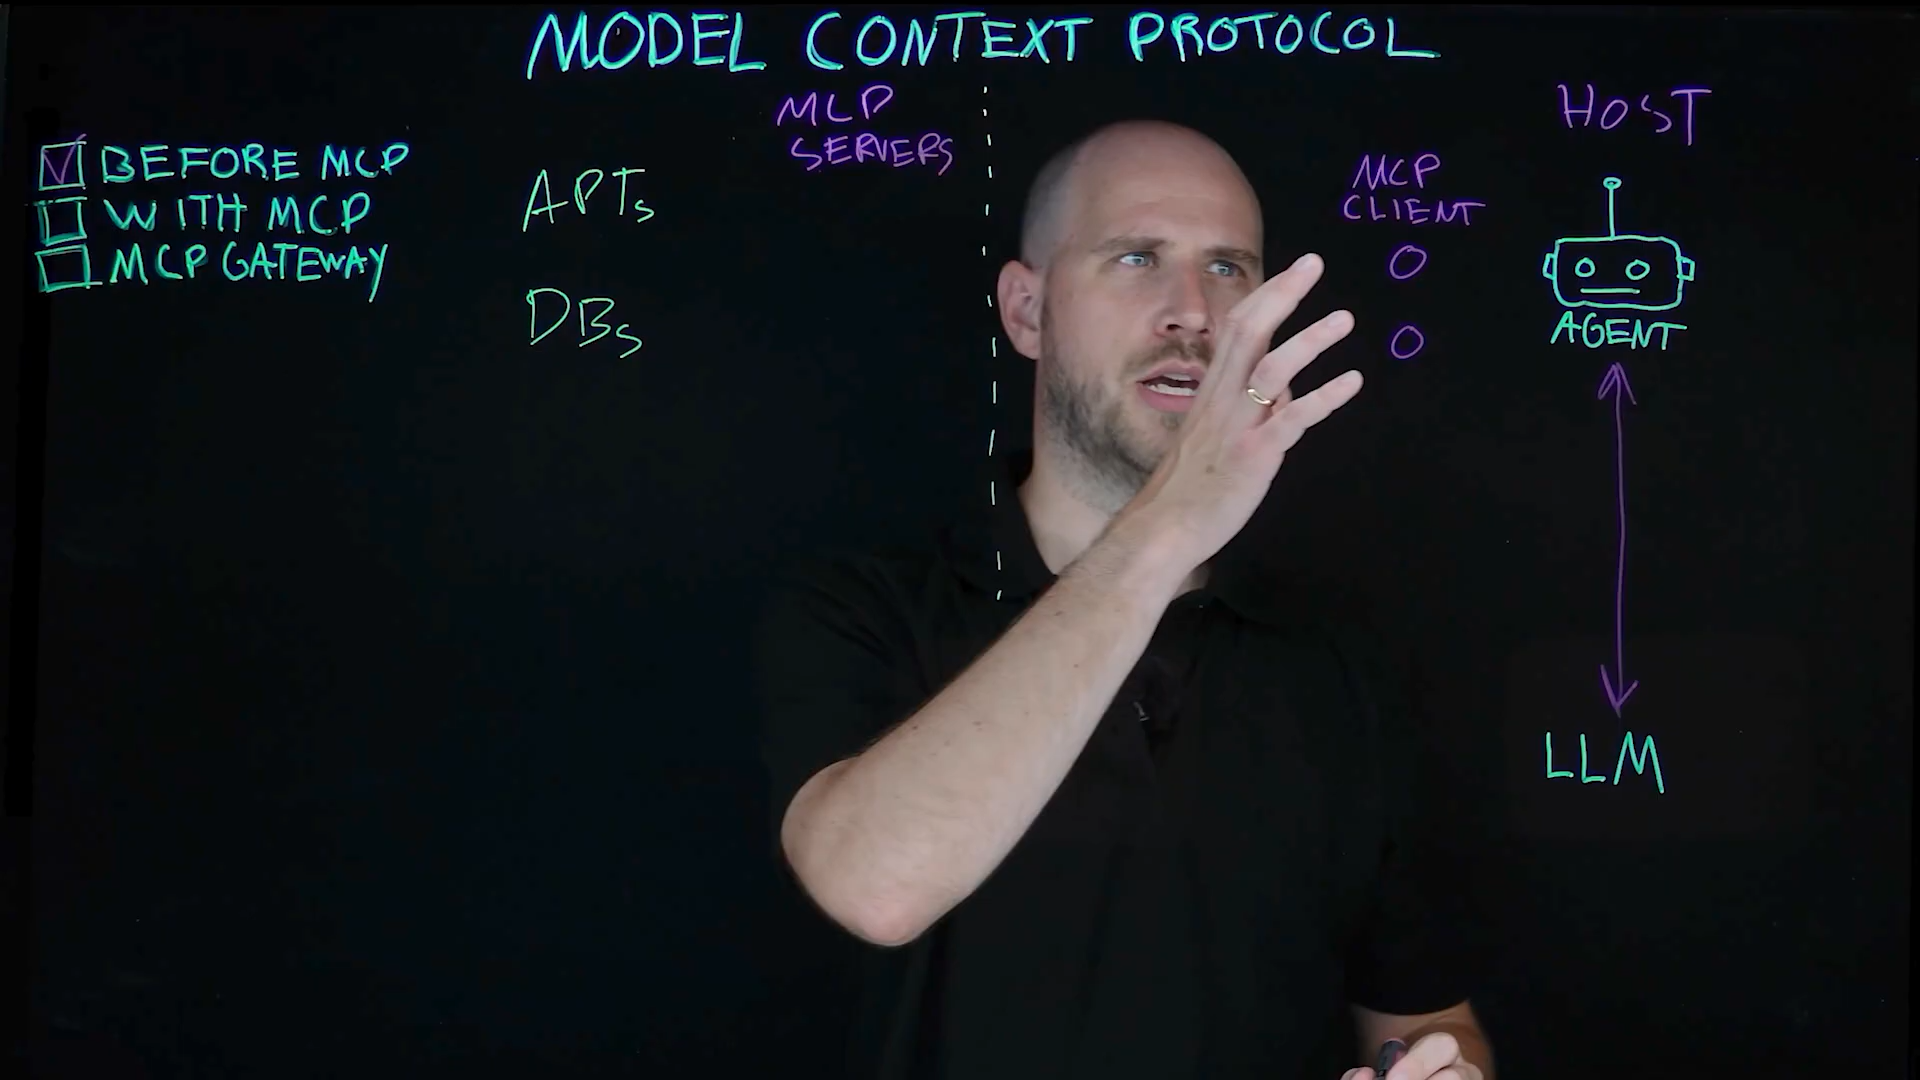 MODEL CONTEXT PROTOCOL
BEFORE MCP
WITH MCP
MCP GATEWAY
APIs
DBs
MCP
SERVERS
MCP
CLIENT
HOST
AGENT
LLM